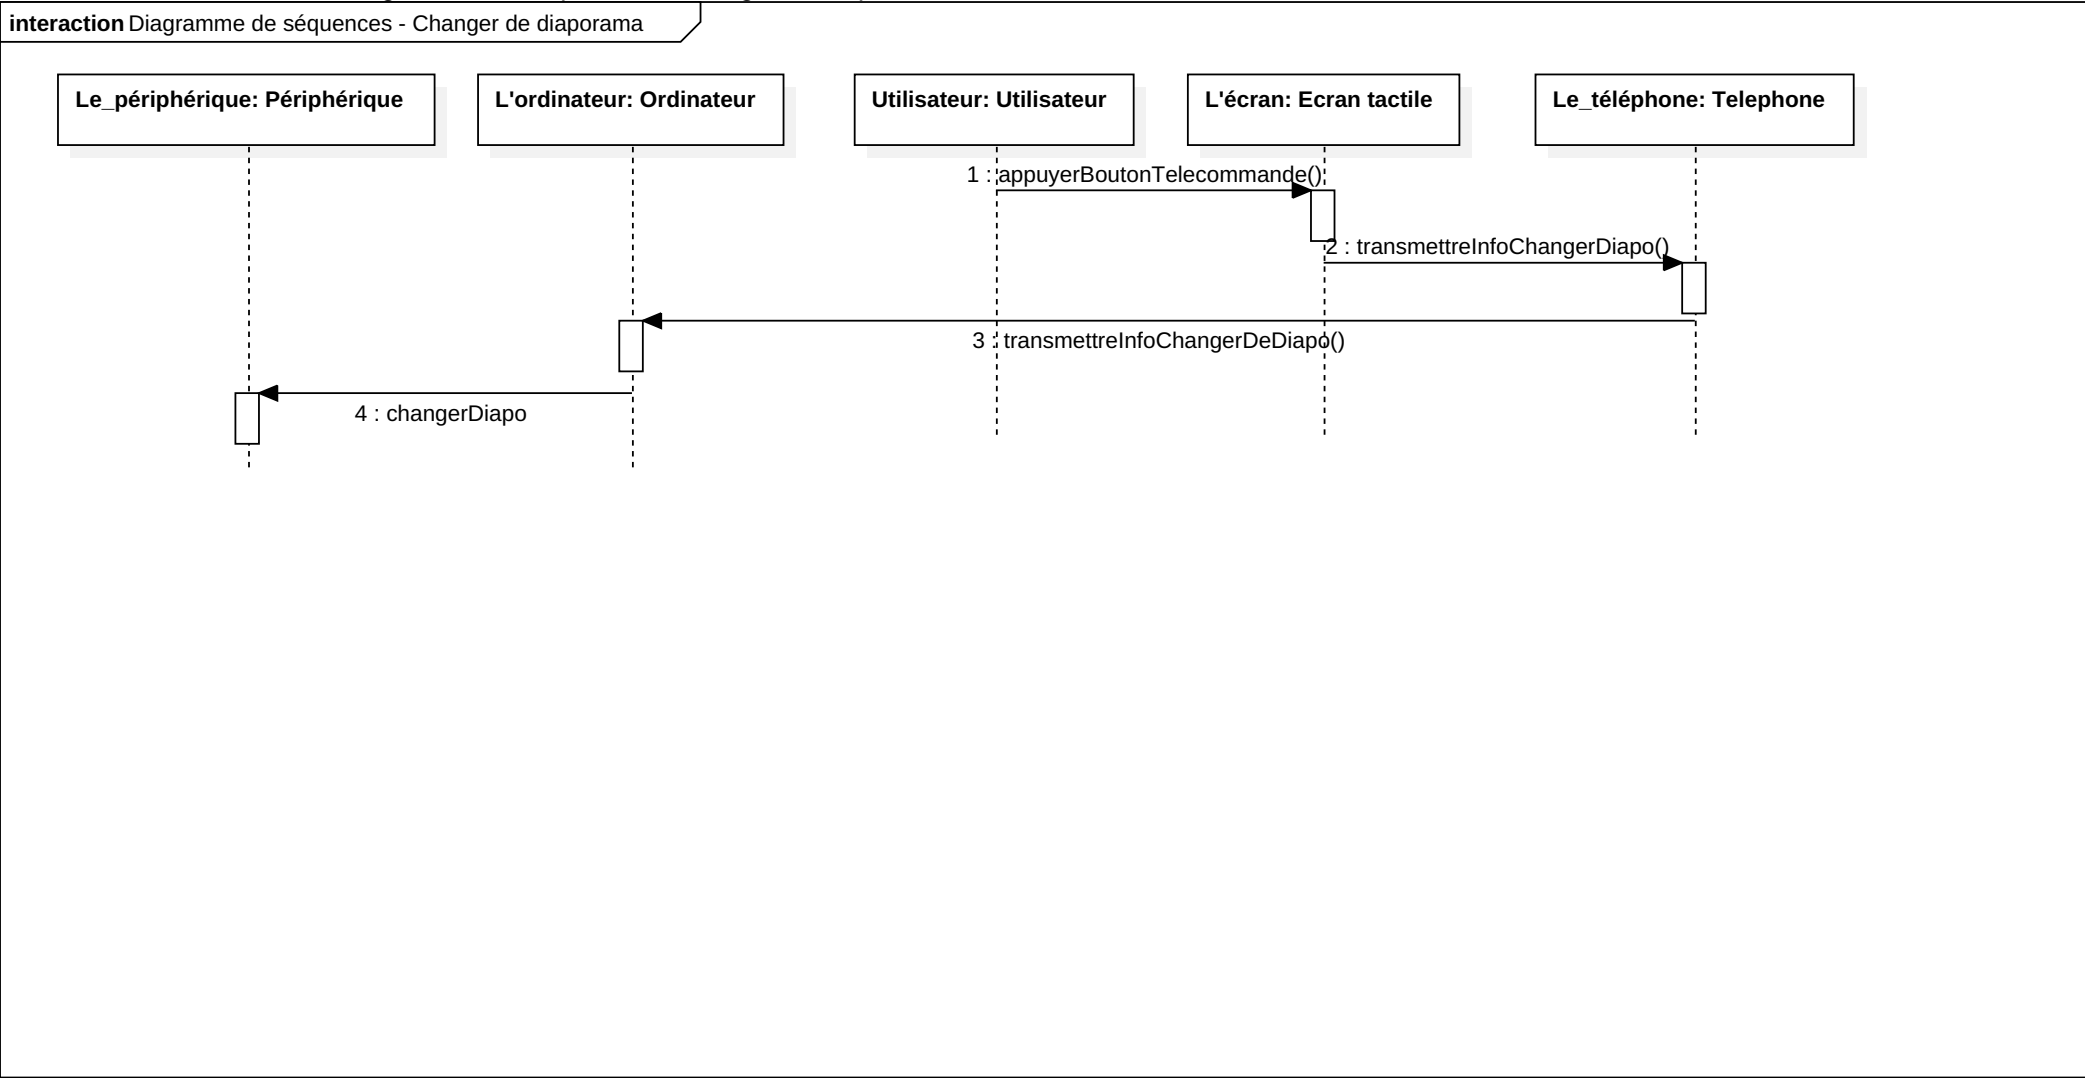 interaction Diagramme de séquences - Changer de diaporama
Le_périphérique: Périphérique
L'ordinateur: Ordinateur
Utilisateur: Utilisateur
L'écran: Ecran tactile
Le_téléphone: Telephone
1 : appuyerBoutonTelecommande()
2 : transmettreInfoChangerDiapo()
3 : transmettreInfoChangerDeDiapo()
4 : changerDiapo